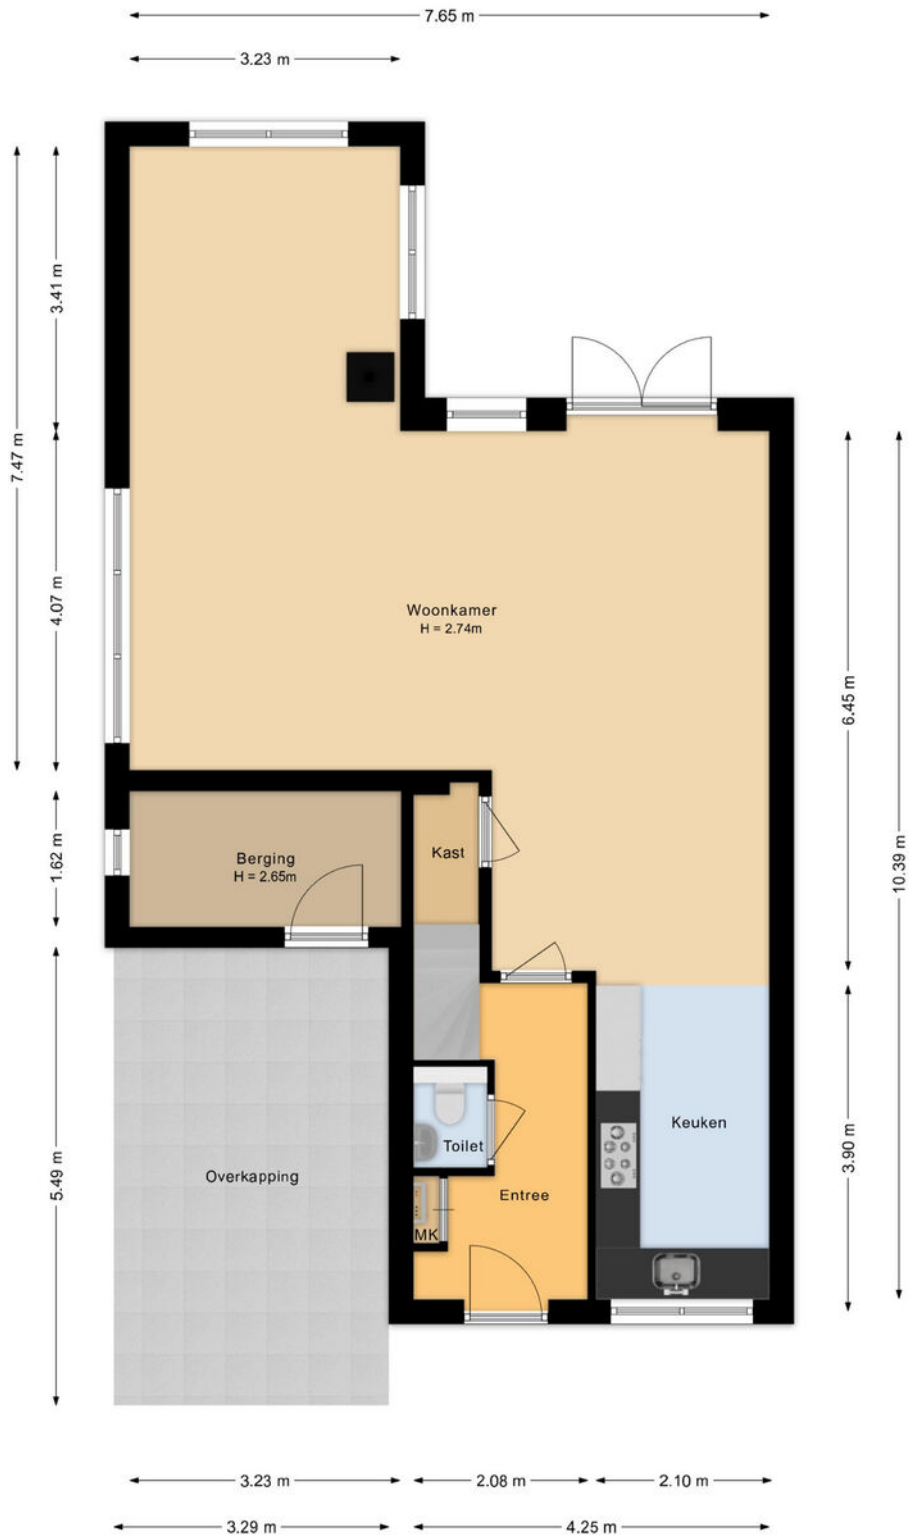 7.65 m
3.23 m
3.41 m
7.47 m
4.07 m
Woonkamer
H = 2.74m
6.45 m
10.39 m
1.62 m
Berging
H = 2.65m
Kast
Keuken
Toilet
3.90 m
5.49 m
Overkapping
Entree
MK
3.23 m
2.08 m
2.10 m
3.29 m
4.25 m